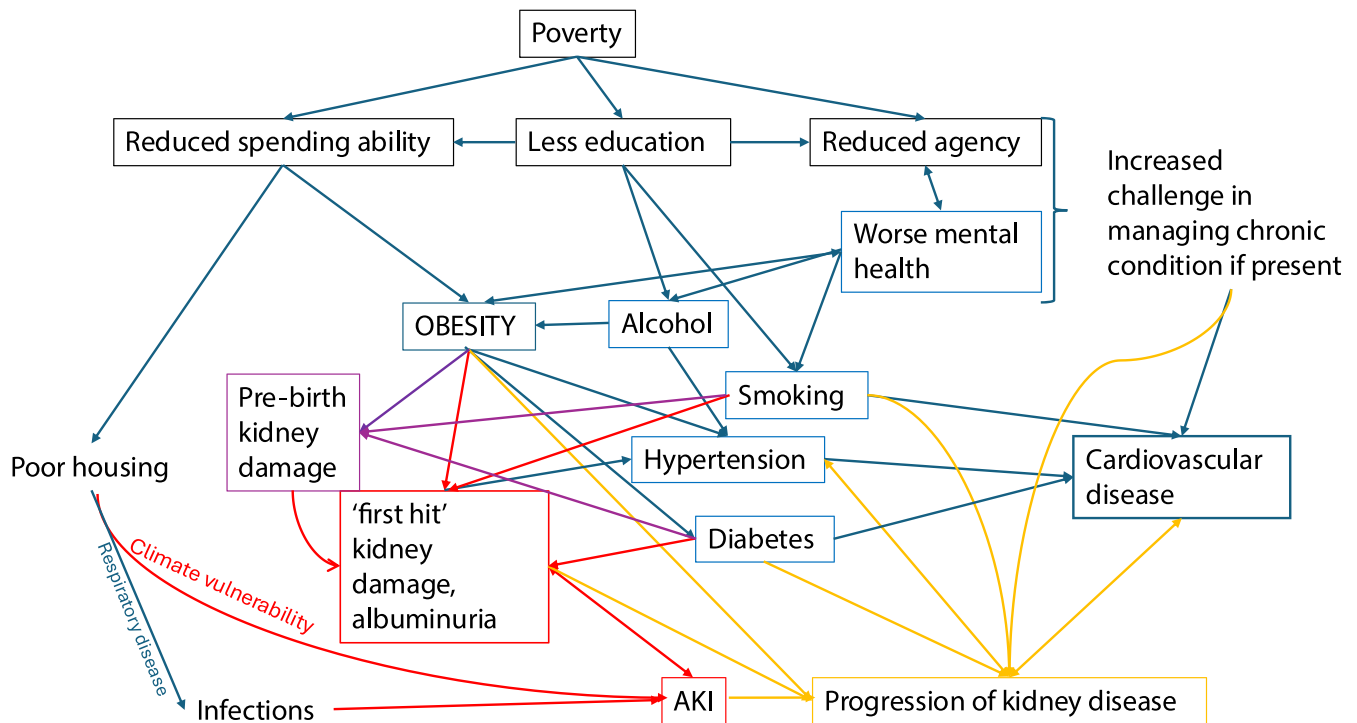 Poverty
Reduced spending ability
Less education
Reduced agency
Increased
challenge in
managing chronic
condition if present
Worse mental
health
OBESITY
Alcohol
Smoking
Pre-birth
kidney
damage
Hypertension
Cardiovascular
disease
Poor housing
'first hit'
kidney
damage,
albuminuria
Diabetes
Climate vulnerability
Respiratory disease
Infections
AKI
Progression of kidney disease